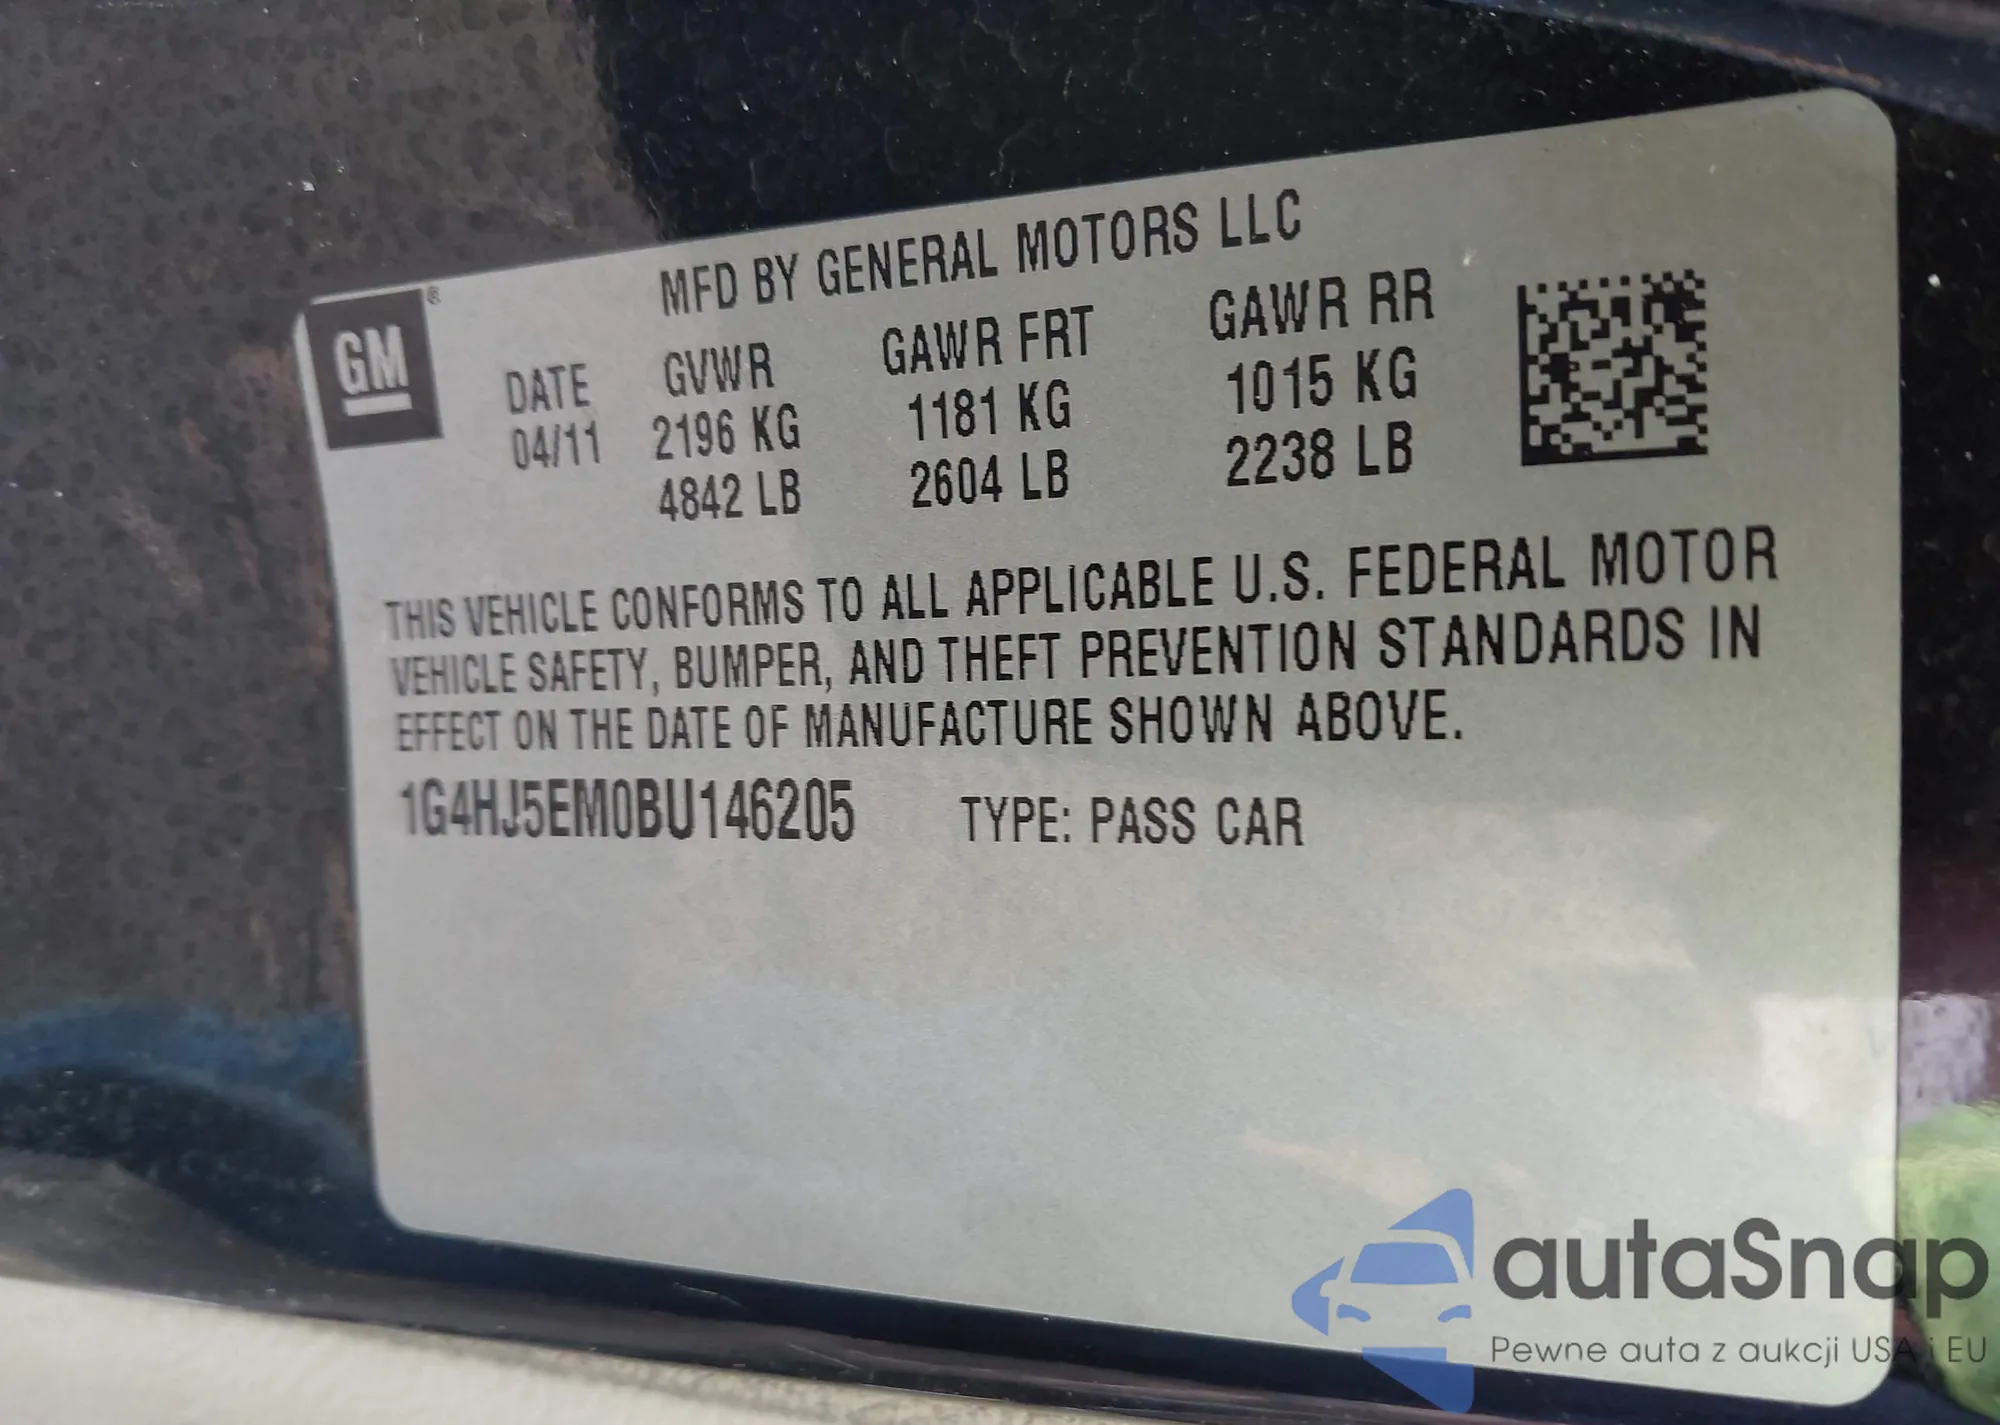 MFD BY GENERAL MOTORS LLC
GM®
DATE GVWR GAWR FRT GAWR RR
04/11 2196 KG 1181 KG 1015 KG
4842 LB 2604 LB 2238 LB
THIS VEHICLE CONFORMS TO ALL APPLICABLE U.S. FEDERAL MOTOR
VEHICLE SAFETY, BUMPER, AND THEFT PREVENTION STANDARDS IN
EFFECT ON THE DATE OF MANUFACTURE SHOWN ABOVE.
1G4HJ5EM0BU146205 TYPE: PASS CAR
autaSnap
Pewne auta z aukcji USA i EU